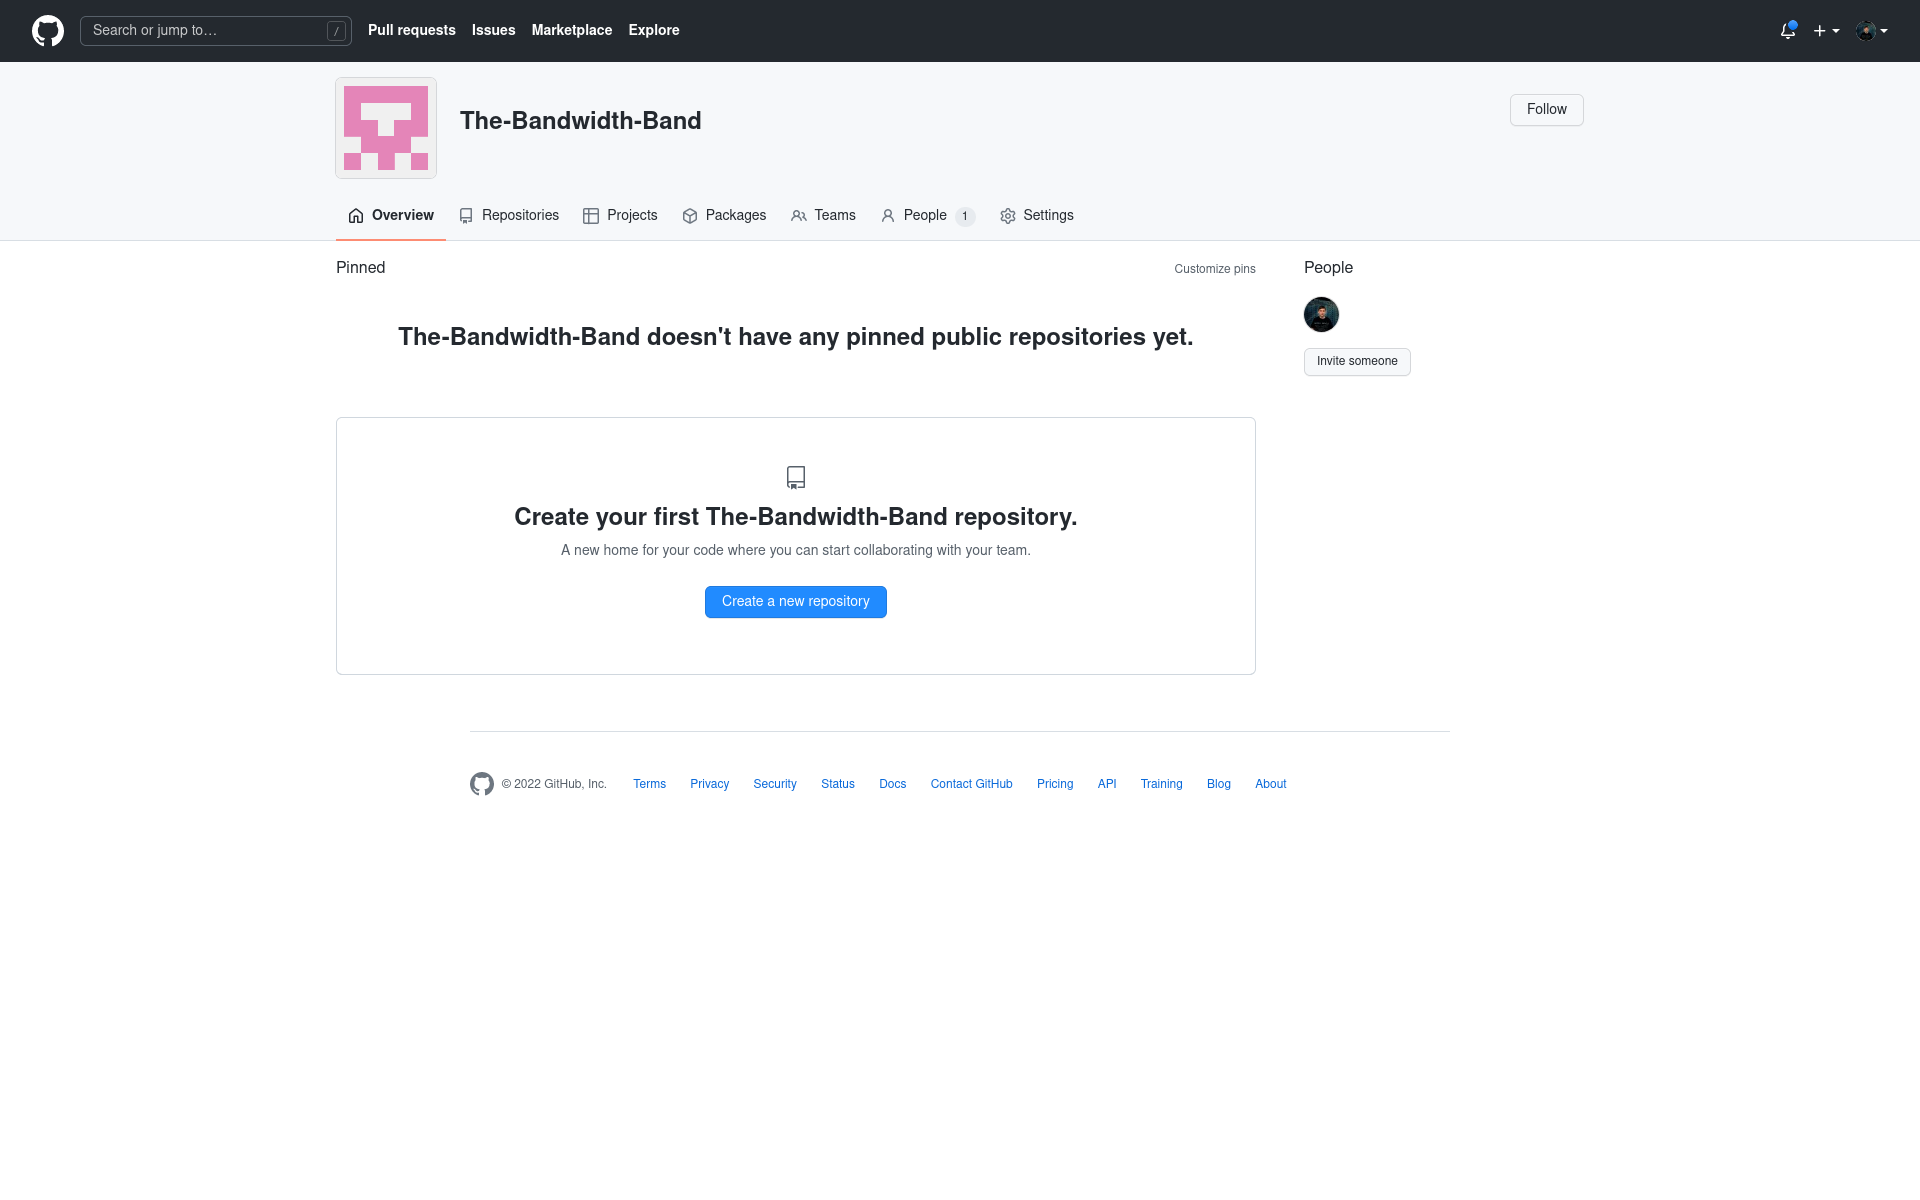 Search or jump to… /
Pull requests Issues Marketplace Explore
The-Bandwidth-Band
Follow
Overview Repositories Projects Packages Teams People 1 Settings
Pinned
Customize pins
The-Bandwidth-Band doesn't have any pinned public repositories yet.
Create your first The-Bandwidth-Band repository.
A new home for your code where you can start collaborating with your team.
Create a new repository
People
Invite someone
© 2022 GitHub, Inc. Terms Privacy Security Status Docs Contact GitHub Pricing API Training Blog About